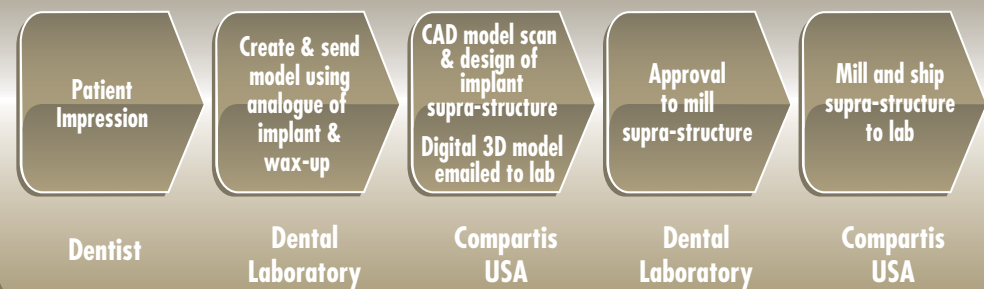 Patient
Impression
Create & send
model using
analogue of
implant &
wax-up
CAD model scan
& design of
implant
supra-structure
Digital 3D model
emailed to lab
Approval
to mill
supra-structure
Mill and ship
supra-structure
to lab
Dentist
Dental
Laboratory
Compartis
USA
Dental
Laboratory
Compartis
USA